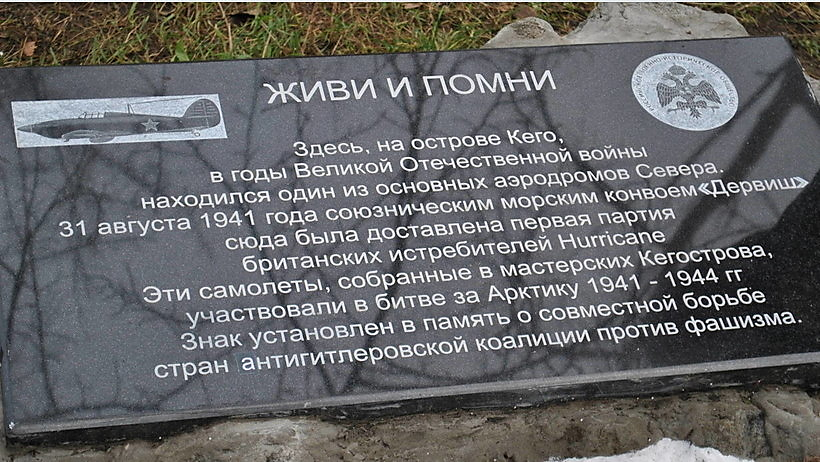 ЖИВИ И ПОМНИ
Здесь, на острове Кего,
в годы Великой Отечественной войны
находился один из основных аэродромов Севера.
31 августа 1941 года союзническим морским конвоем «Дервиш»
сюда была доставлена первая партия
британских истребителей Hurricane
Эти самолеты, собранные в мастерских Кегострова,
участвовали в битве за Арктику 1941 - 1944 гг
Знак установлен в память о совместной борьбе
стран антигитлеровской коалиции против фашизма.